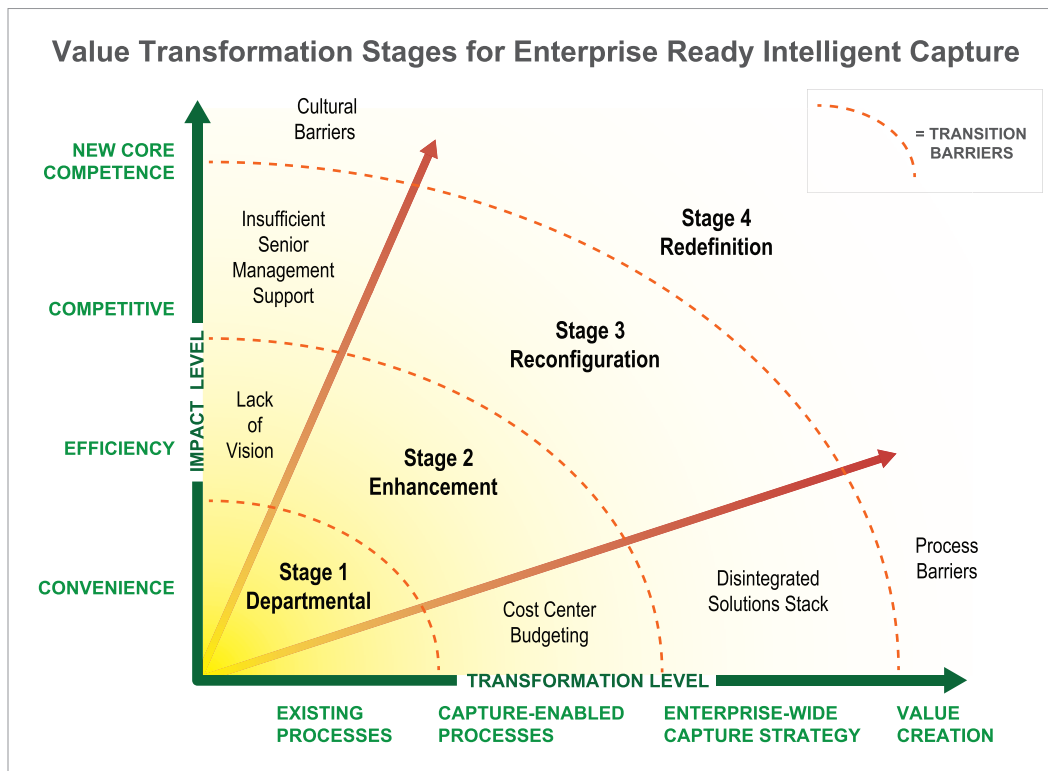 Value Transformation Stages for Enterprise Ready Intelligent Capture
= TRANSITION
BARRIERS
NEW CORE
COMPETENCE
COMPETITIVE
EFFICIENCY
CONVENIENCE
IMPACT LEVEL
Cultural
Barriers
Insufficient
Senior
Management
Support
Lack
of
Vision
Stage 4
Redefinition
Stage 3
Reconfiguration
Stage 2
Enhancement
Stage 1
Departmental
Cost Center
Budgeting
Disintegrated
Solutions Stack
Process
Barriers
TRANSFORMATION LEVEL
EXISTING
PROCESSES
CAPTURE-ENABLED
PROCESSES
ENTERPRISE-WIDE
CAPTURE STRATEGY
VALUE
CREATION